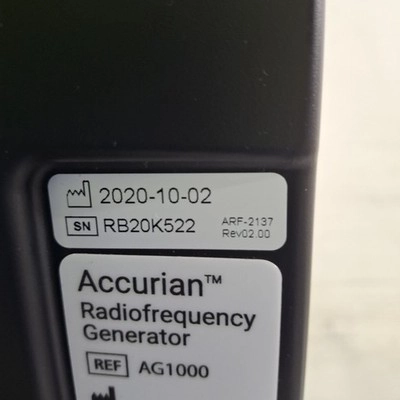 2020-10-02
SN RB20K522
ARF-2137
Rev02.00
Accurian™
Radiofrequency
Generator
REF AG1000